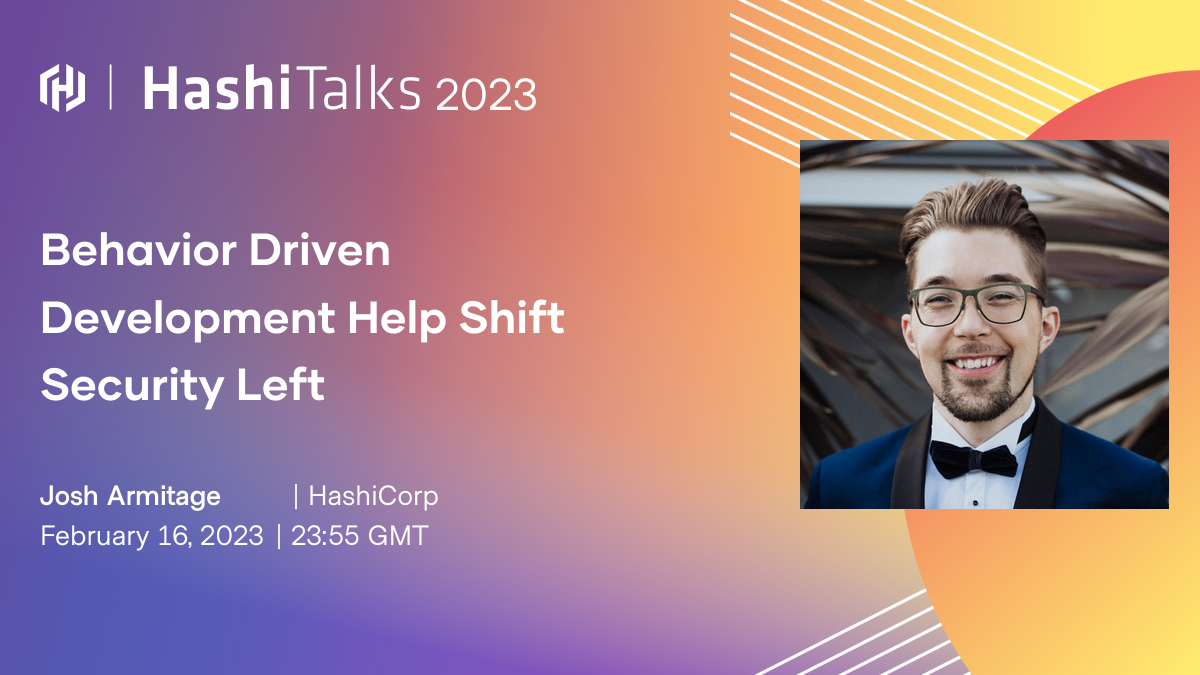 HashiTalks 2023
Behavior Driven
Development Help Shift
Security Left
Josh Armitage | HashiCorp
February 16, 2023 | 23:55 GMT